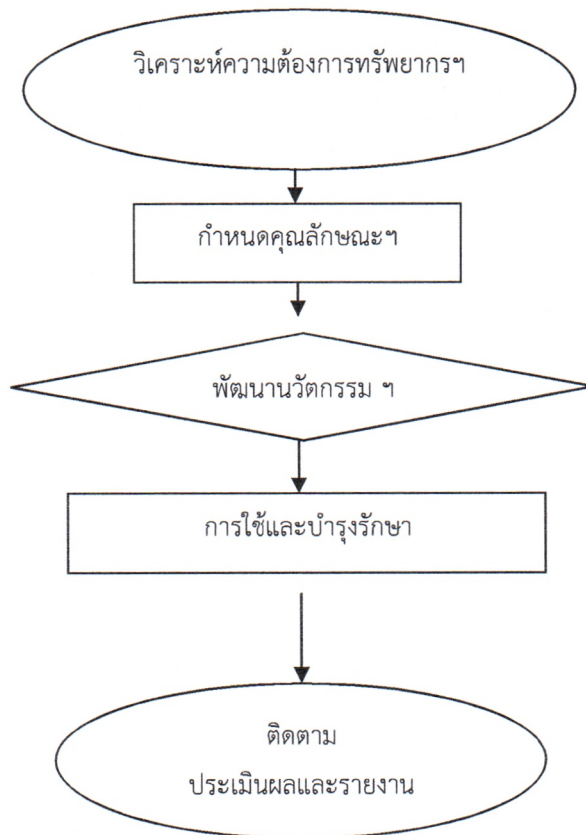 วิเคราะห์ความต้องการทรัพยากรฯ
กำหนดคุณลักษณะฯ
พัฒนานวัตกรรม ฯ
การใช้และบำรุงรักษา
ติดตาม
ประเมินผลและรายงาน